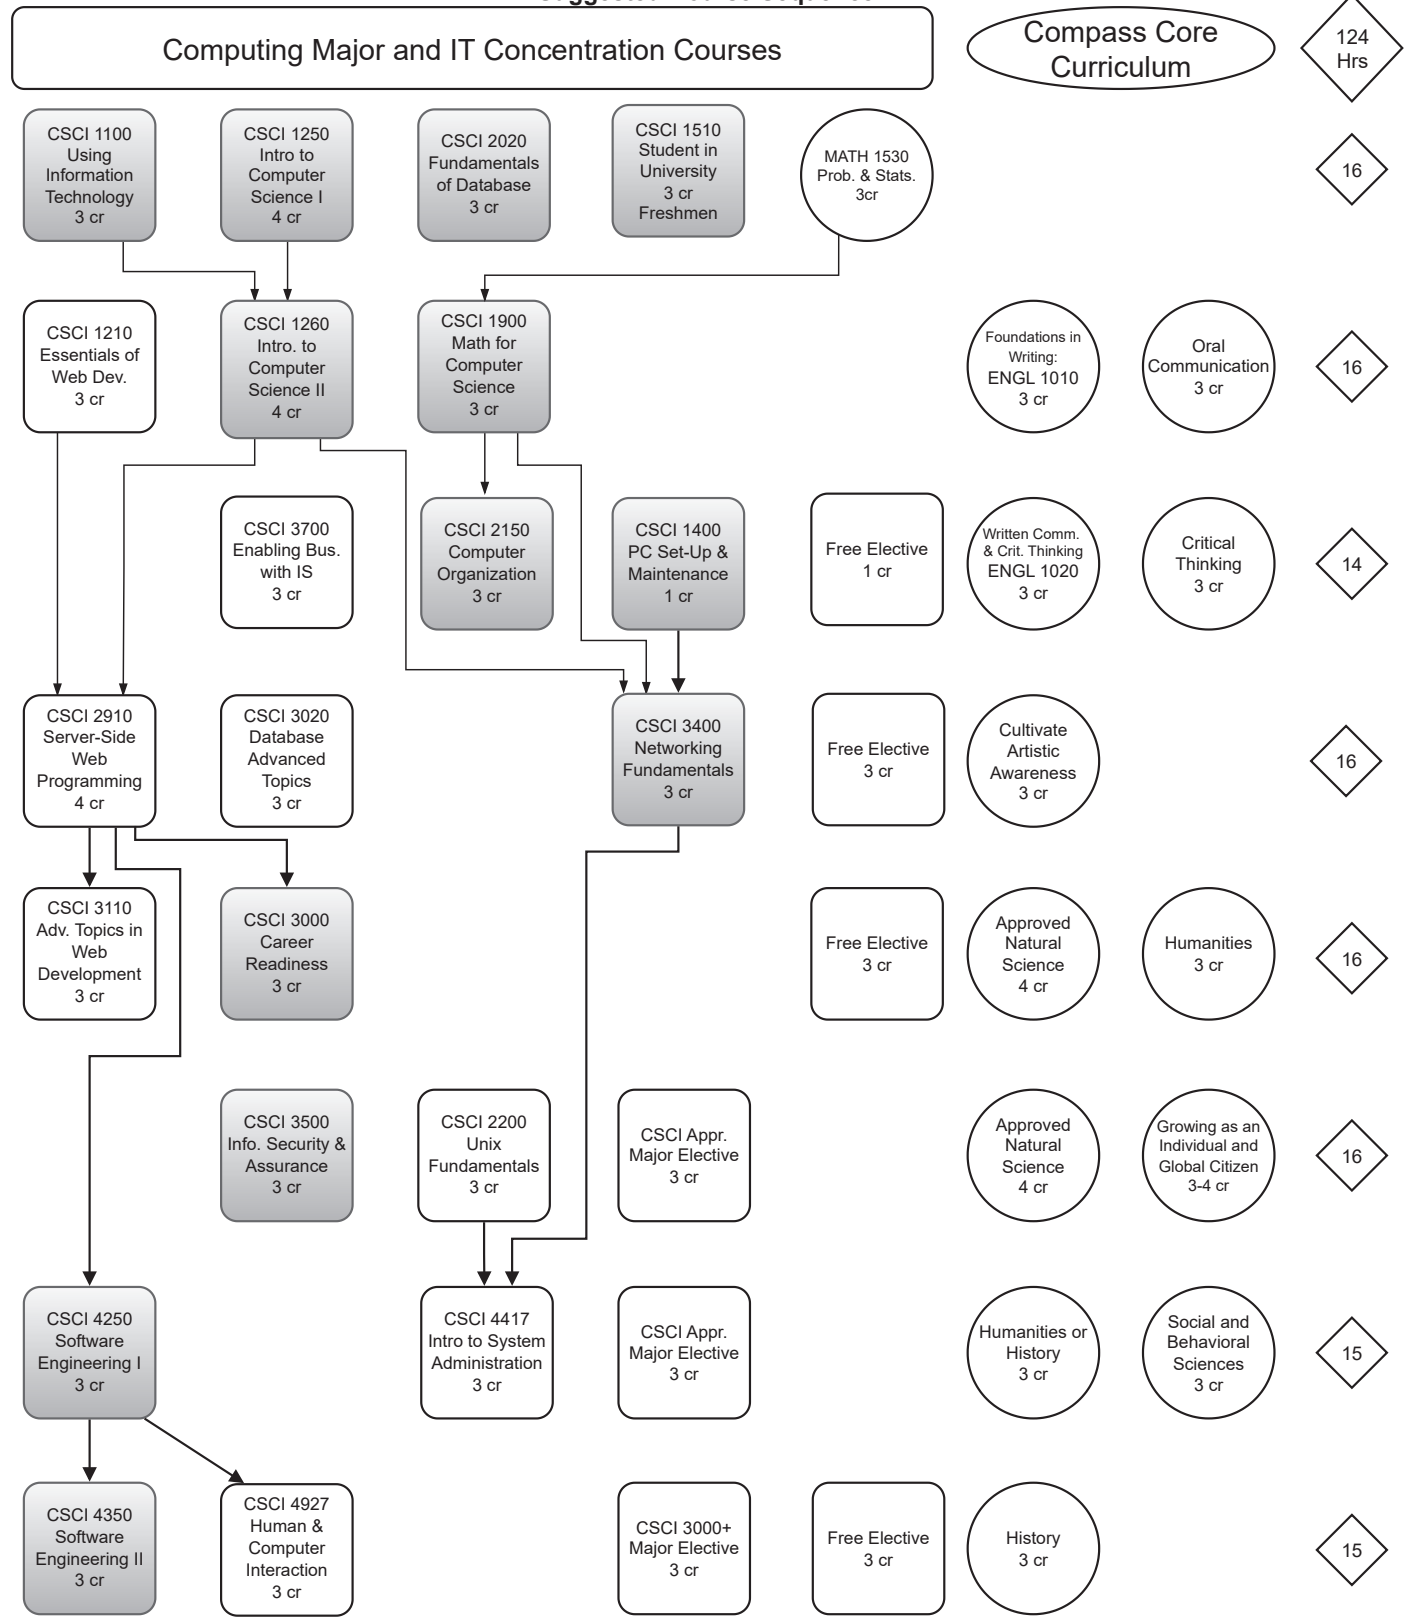 Computing Major and IT Concentration Courses
Compass Core
Curriculum
124
Hrs
CSCI 1100
Using
Information
Technology
3 cr
CSCI 1250
Intro to
Computer
Science I
4 cr
CSCI 2020
Fundamentals
of Database
3 cr
CSCI 1510
Student in
University
3 cr
Freshmen
MATH 1530
Prob. & Stats.
3cr
16
CSCI 1210
Essentials of
Web Dev.
3 cr
CSCI 1260
Intro. to
Computer
Science II
4 cr
CSCI 1900
Math for
Computer
Science
3 cr
Foundations in
Writing:
ENGL 1010
3 cr
Oral
Communication
3 cr
16
CSCI 3700
Enabling Bus.
with IS
3 cr
CSCI 2150
Computer
Organization
3 cr
CSCI 1400
PC Set-Up &
Maintenance
1 cr
Free Elective
1 cr
Written Comm.
& Crit. Thinking
ENGL 1020
3 cr
Critical
Thinking
3 cr
14
CSCI 2910
Server-Side
Web
Programming
4 cr
CSCI 3020
Database
Advanced
Topics
3 cr
CSCI 3400
Networking
Fundamentals
3 cr
Free Elective
3 cr
Cultivate
Artistic
Awareness
3 cr
16
CSCI 3110
Adv. Topics in
Web
Development
3 cr
CSCI 3000
Career
Readiness
3 cr
Free Elective
3 cr
Approved
Natural
Science
4 cr
Humanities
3 cr
16
CSCI 3500
Info. Security &
Assurance
3 cr
CSCI 2200
Unix
Fundamentals
3 cr
CSCI Appr.
Major Elective
3 cr
Approved
Natural
Science
4 cr
Growing as an
Individual and
Global Citizen
3-4 cr
16
CSCI 4250
Software
Engineering I
3 cr
CSCI 4417
Intro to System
Administration
3 cr
CSCI Appr.
Major Elective
3 cr
Humanities or
History
3 cr
Social and
Behavioral
Sciences
3 cr
15
CSCI 4350
Software
Engineering II
3 cr
CSCI 4927
Human &
Computer
Interaction
3 cr
CSCI 3000+
Major Elective
3 cr
Free Elective
3 cr
History
3 cr
15